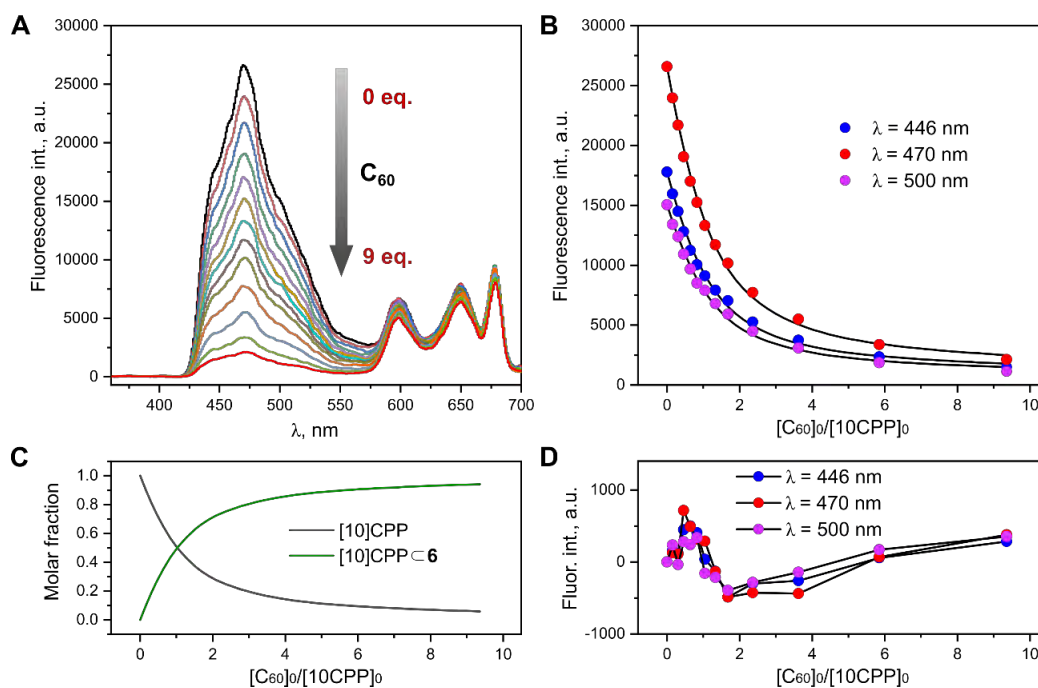 A
30000
25000
20000
15000
10000
5000
0
Fluorescence int., a.u.
0 eq.
C₆₀
9 eq.
400
450
500
550
600
650
700
λ, nm
B
30000
25000
20000
15000
10000
5000
0
Fluorescence int., a.u.
λ = 446 nm
λ = 470 nm
λ = 500 nm
0
2
4
6
8
10
[C₆₀]₀/[10CPP]₀
C
1.0
0.8
0.6
0.4
0.2
0.0
Molar fraction
[10]CPP
[10]CPP⊂6
0
2
4
6
8
10
[C₆₀]₀/[10CPP]₀
D
1000
0
-1000
Fluor. int., a.u.
λ = 446 nm
λ = 470 nm
λ = 500 nm
0
2
4
6
8
10
[C₆₀]₀/[10CPP]₀